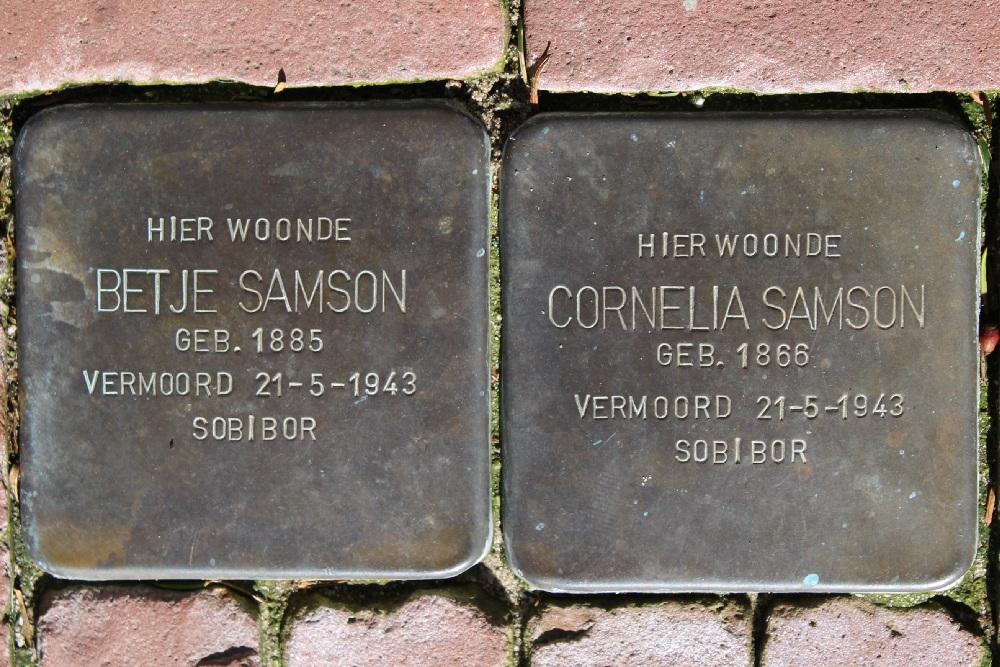 HIER WOONDE
BETJE SAMSON
GEB. 1885
VERMOORD 21-5-1943
SOBIBOR
HIER WOONDE
CORNELIA SAMSON
GEB. 1866
VERMOORD 21-5-1943
SOBIBOR